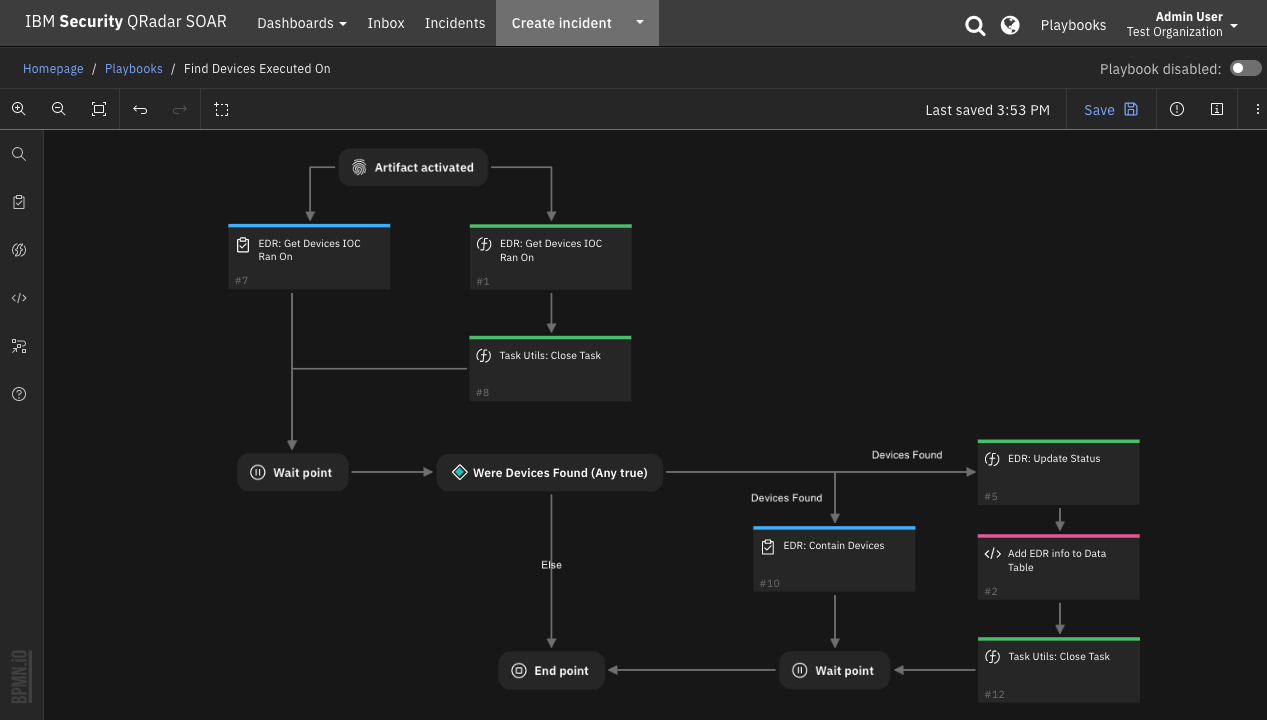 IBM Security QRadar SOAR
Dashboards
Inbox
Incidents
Create incident
Playbooks
Admin User
Test Organization
Homepage / Playbooks / Find Devices Executed On
Playbook disabled:
Last saved 3:53 PM
Save
Artifact activated
EDR: Get Devices IOC
Ran On
#7
EDR: Get Devices IOC
Ran On
#1
Task Utils: Close Task
#8
Wait point
Were Devices Found (Any true)
Devices Found
EDR: Update Status
#5
Devices Found
EDR: Contain Devices
#10
Add EDR info to Data
Table
#2
Else
End point
Wait point
Task Utils: Close Task
#12
BPMN.iO